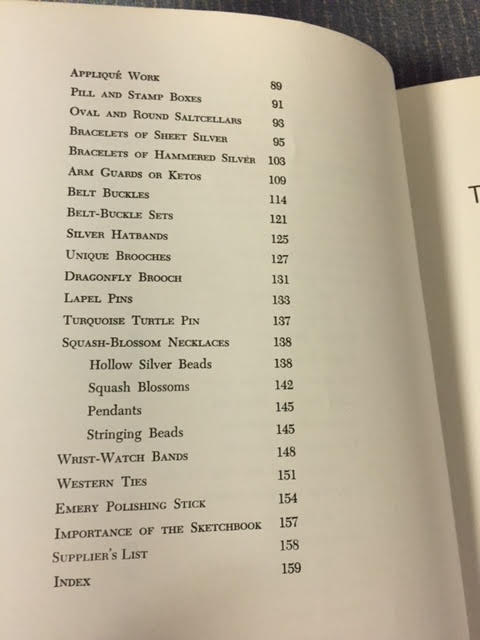 Appliqué Work 89
Pill and Stamp Boxes 91
Oval and Round Saltcellars 93
Bracelets of Sheet Silver 95
Bracelets of Hammered Silver 103
Arm Guards or Ketos 109
Belt Buckles 114
Belt-Buckle Sets 121
Silver Hatbands 125
Unique Brooches 127
Dragonfly Brooch 131
Lapel Pins 133
Turquoise Turtle Pin 137
Squash-Blossom Necklaces 138
Hollow Silver Beads 138
Squash Blossoms 142
Pendants 145
Stringing Beads 145
Wrist-Watch Bands 148
Western Ties 151
Emery Polishing Stick 154
Importance of the Sketchbook 157
Supplier's List 158
Index 159
T